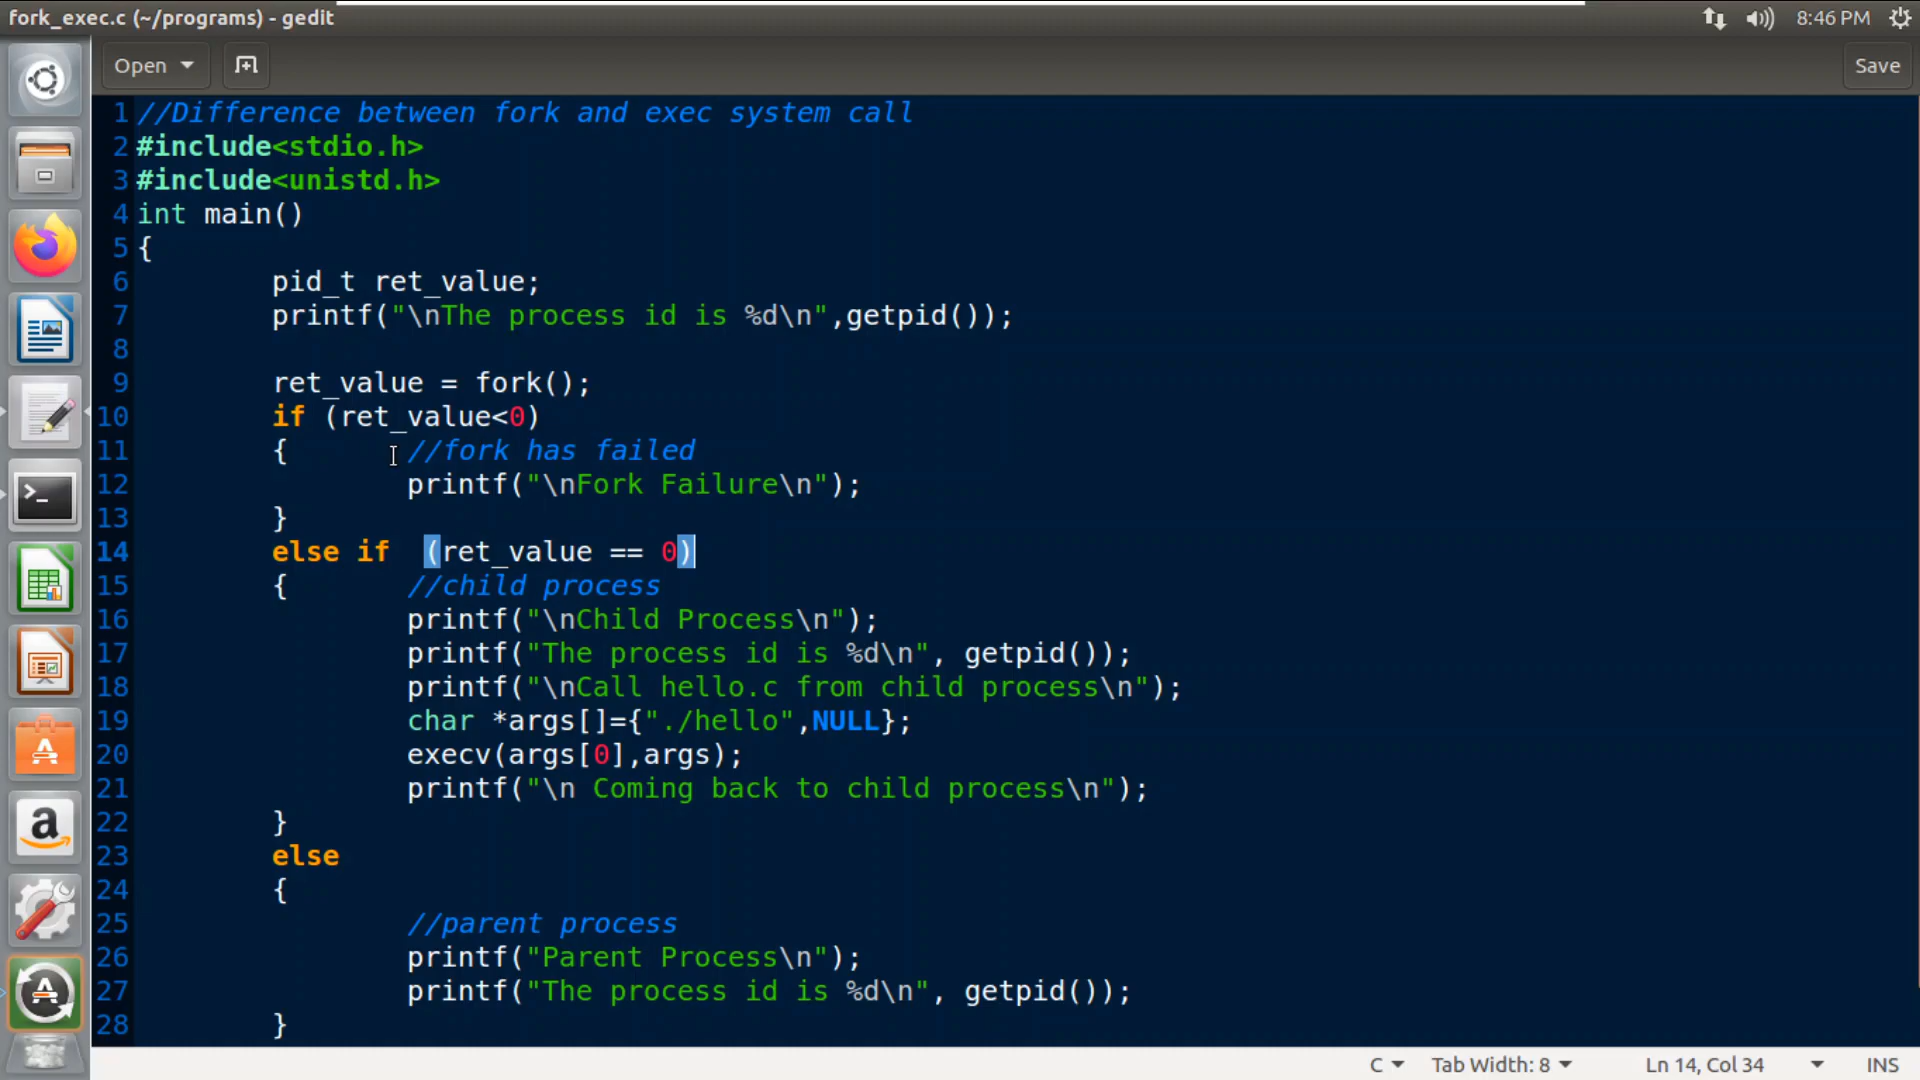 fork_exec.c (~/programs) - gedit
8:46 PM
Open
Save
1 //Difference between fork and exec system call
2 #include<stdio.h>
3 #include<unistd.h>
4 int main()
5 {
6 pid_t ret_value;
7 printf("\nThe process id is %d\n",getpid());
8
9 ret_value = fork();
10 if (ret_value<0)
11 { //fork has failed
12 printf("\nFork Failure\n");
13 }
14 else if  (ret_value == 0)
15 { //child process
16 printf("\nChild Process\n");
17 printf("The process id is %d\n", getpid());
18 printf("\nCall hello.c from child process\n");
19 char *args[]={"./hello",NULL};
20 execv(args[0],args);
21 printf("\n Coming back to child process\n");
22 }
23 else
24 {
25 //parent process
26 printf("Parent Process\n");
27 printf("The process id is %d\n", getpid());
28 }
C Tab Width: 8 Ln 14, Col 34 INS